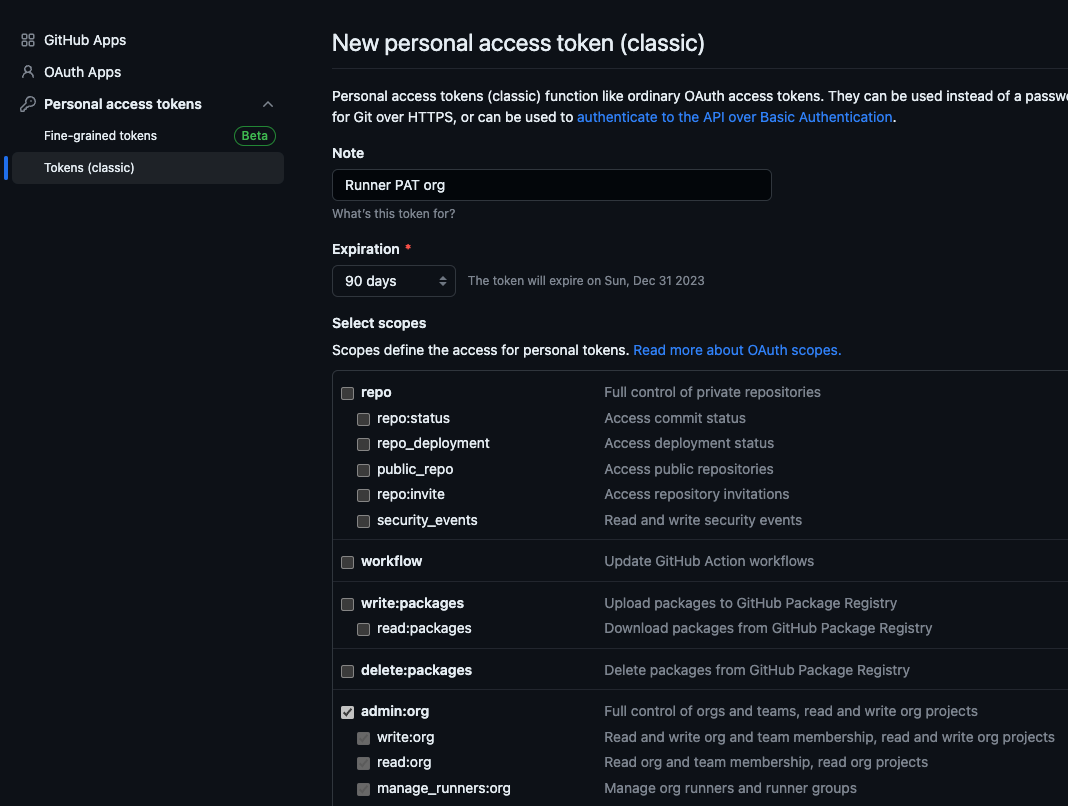 GitHub Apps
OAuth Apps
Personal access tokens
Fine-grained tokens Beta
Tokens (classic)
New personal access token (classic)
Personal access tokens (classic) function like ordinary OAuth access tokens. They can be used instead of a passwo
for Git over HTTPS, or can be used to authenticate to the API over Basic Authentication.
Note
Runner PAT org
What's this token for?
Expiration *
90 days The token will expire on Sun, Dec 31 2023
Select scopes
Scopes define the access for personal tokens. Read more about OAuth scopes.
repo Full control of private repositories
repo:status Access commit status
repo_deployment Access deployment status
public_repo Access public repositories
repo:invite Access repository invitations
security_events Read and write security events
workflow Update GitHub Action workflows
write:packages Upload packages to GitHub Package Registry
read:packages Download packages from GitHub Package Registry
delete:packages Delete packages from GitHub Package Registry
admin:org Full control of orgs and teams, read and write org projects
write:org Read and write org and team membership, read and write org projects
read:org Read org and team membership, read org projects
manage_runners:org Manage org runners and runner groups